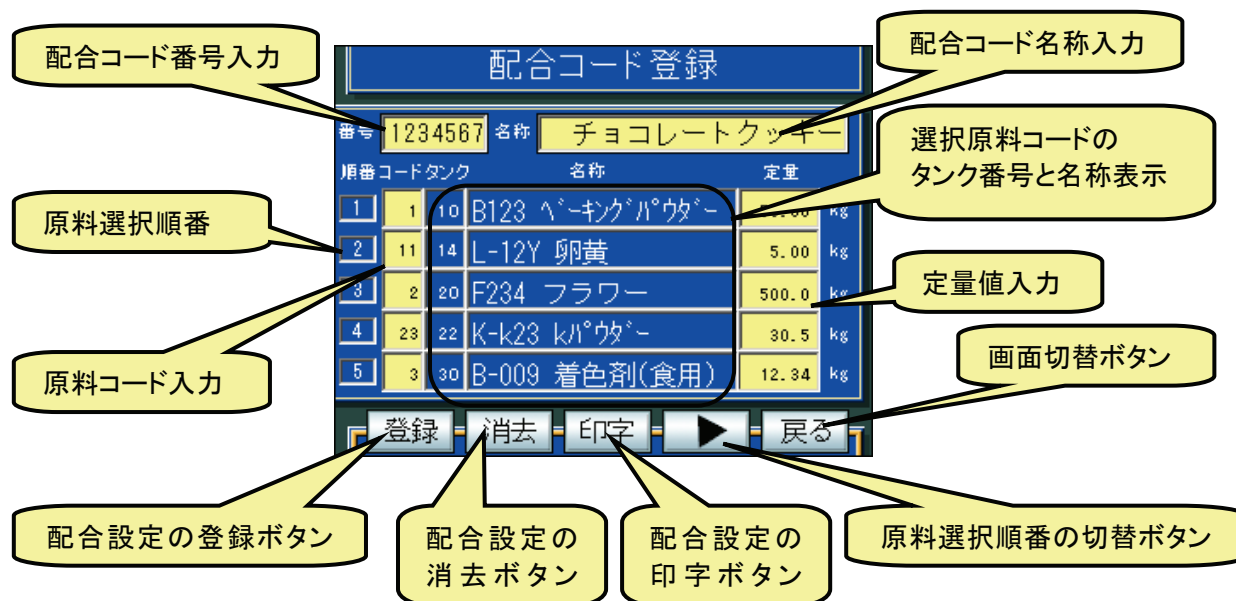 配合コード番号入力
配合コード名称入力
配合コード登録
番号 1234567 名称 チョコレートクッキー
選択原料コードの
タンク番号と名称表示
順番 コード タンク 名称 定量
1 1 10 B123 ﾍﾞｰｷﾝｸﾞﾊﾟｳﾀﾞｰ kg
原料選択順番
2 11 14 L-12Y 卵黄 5.00 kg
定量値入力
3 2 20 F234 フラワー 500.0 kg
4 23 22 K-k23 kﾊﾟｳﾀﾞｰ 30.5 kg
画面切替ボタン
原料コード入力
5 3 30 B-009 着色剤(食用) 12.34 kg
登録 消去 印字 ▶ 戻る
配合設定の登録ボタン
配合設定の
消去ボタン
配合設定の
印字ボタン
原料選択順番の切替ボタン